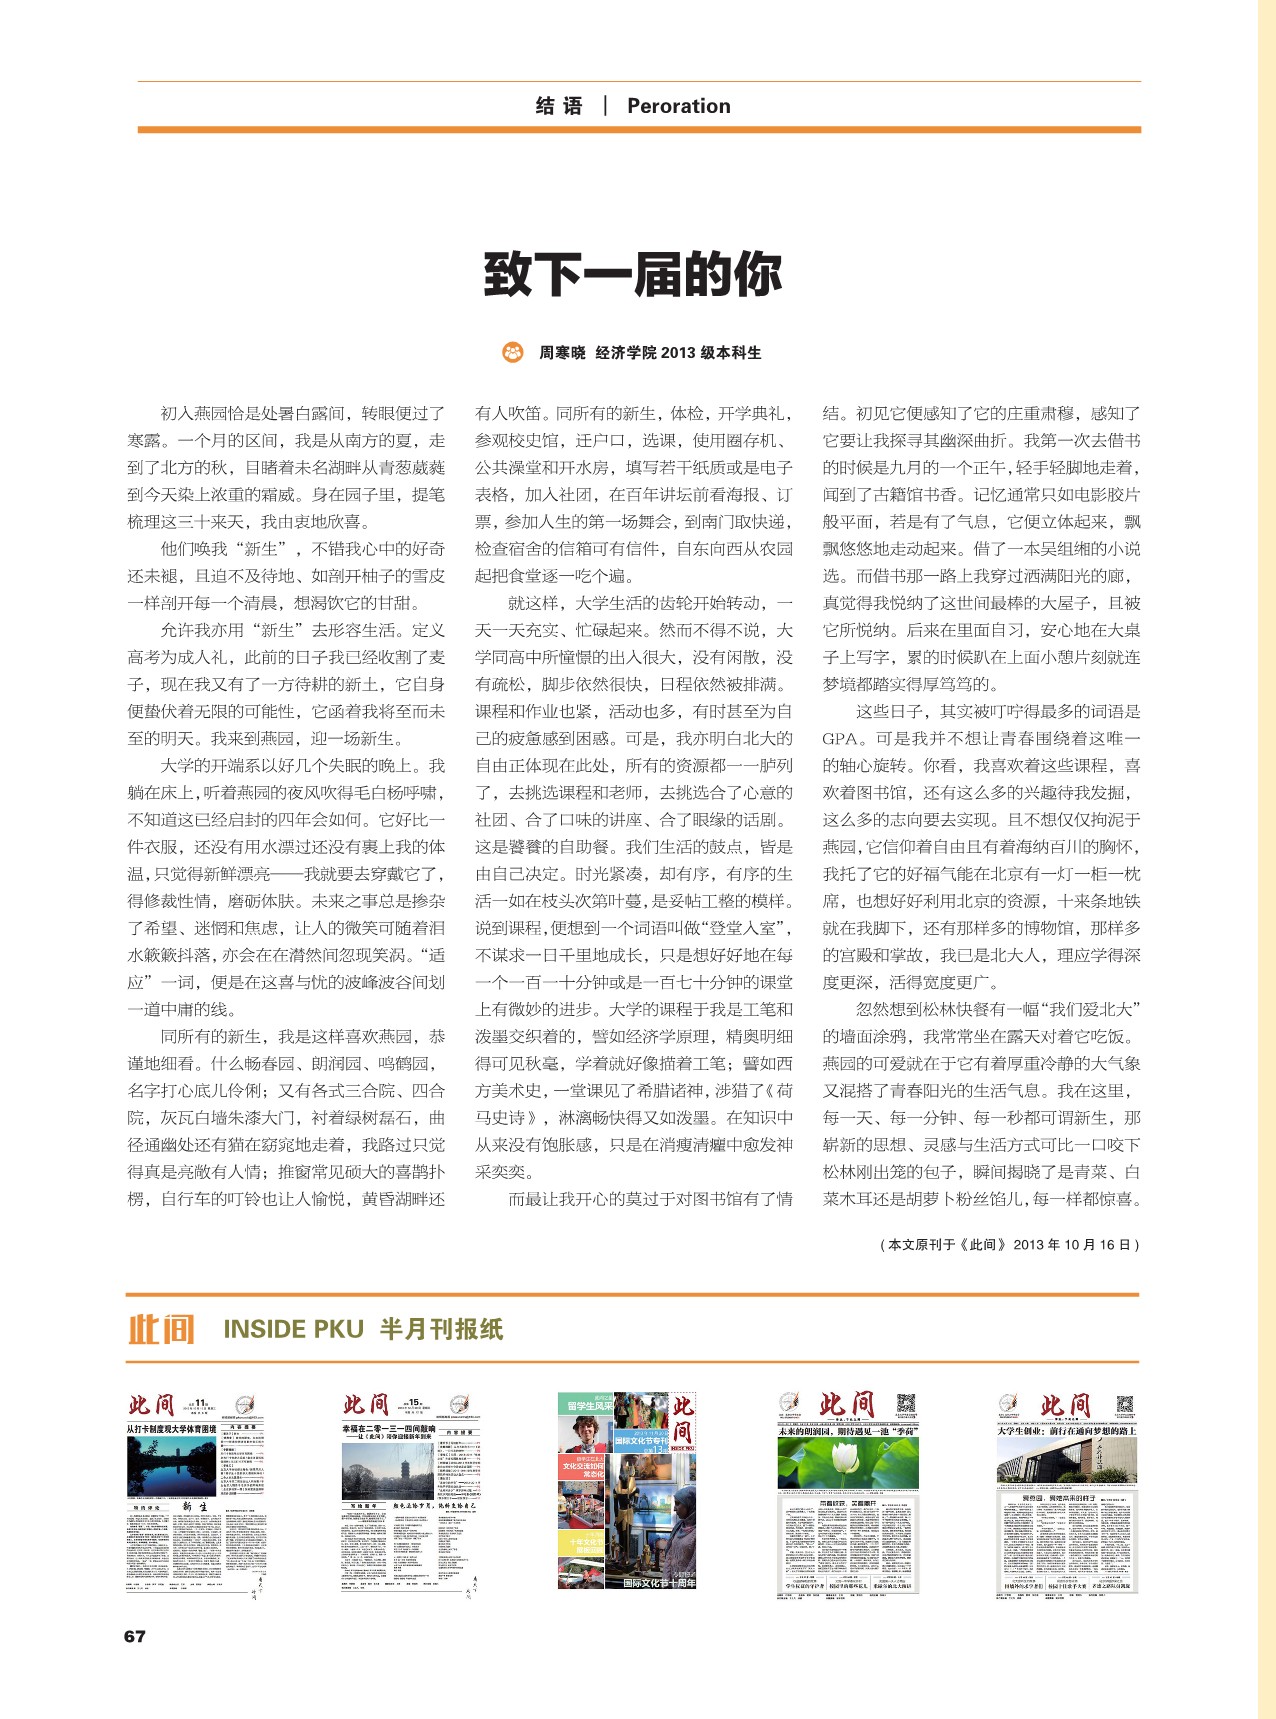 结 语 | Peroration
致下一届的你
周寒晓 经济学院 2013 级本科生
初入燕园恰是处暑白露间，转眼便过了
寒露。一个月的区间，我是从南方的夏，走
到了北方的秋，目睹着未名湖畔从青葱葳蕤
到今天染上浓重的霜威。身在园子里，提笔
梳理这三十来天，我由衷地欣喜。
他们唤我“新生”，不错我心中的好奇
还未褪，且迫不及待地、如剖开柚子的雪皮
一样剖开每一个清晨，想渴饮它的甘甜。
允许我亦用“新生”去形容生活。定义
高考为成人礼，此前的日子我已经收割了麦
子，现在我又有了一方待耕的新土，它自身
便蛰伏着无限的可能性，它函着我将至而未
至的明天。我来到燕园，迎一场新生。
大学的开端系以好几个失眠的晚上。我
躺在床上，听着燕园的夜风吹得毛白杨呼啸，
不知道这已经启封的四年会如何。它好比一
件衣服，还没有用水漂过还没有裹上我的体
温，只觉得新鲜漂亮——我就要去穿戴它了，
得修裁性情，磨砺体肤。未来之事总是掺杂
了希望、迷惘和焦虑，让人的微笑可随着泪
水簌簌抖落，亦会在在潸然间忽现笑涡。“适
应”一词，便是在这喜与忧的波峰波谷间划
一道中庸的线。
同所有的新生，我是这样喜欢燕园，恭
谨地细看。什么畅春园、朗润园、鸣鹤园，
名字打心底儿伶俐；又有各式三合院、四合
院，灰瓦白墙朱漆大门，衬着绿树磊石，曲
径通幽处还有猫在窈窕地走着，我路过只觉
得真是亮敞有人情；推窗常见硕大的喜鹊扑
楞，自行车的叮铃也让人愉悦，黄昏湖畔还
有人吹笛。同所有的新生，体检，开学典礼，
参观校史馆，迁户口，选课，使用圈存机、
公共澡堂和开水房，填写若干纸质或是电子
表格，加入社团，在百年讲坛前看海报、订
票，参加人生的第一场舞会，到南门取快递，
检查宿舍的信箱可有信件，自东向西从农园
起把食堂逐一吃个遍。
就这样，大学生活的齿轮开始转动，一
天一天充实、忙碌起来。然而不得不说，大
学同高中所憧憬的出入很大，没有闲散，没
有疏松，脚步依然很快，日程依然被排满。
课程和作业也紧，活动也多，有时甚至为自
己的疲惫感到困惑。可是，我亦明白北大的
自由正体现在此处，所有的资源都一一胪列
了，去挑选课程和老师，去挑选合了心意的
社团、合了口味的讲座、合了眼缘的话剧。
这是饕餮的自助餐。我们生活的鼓点，皆是
由自己决定。时光紧凑，却有序，有序的生
活一如在枝头次第叶蔓，是妥帖工整的模样。
说到课程，便想到一个词语叫做“登堂入室”，
不谋求一日千里地成长，只是想好好地在每
一个一百一十分钟或是一百七十分钟的课堂
上有微妙的进步。大学的课程于我是工笔和
泼墨交织着的，譬如经济学原理，精奥明细
得可见秋毫，学着就好像描着工笔；譬如西
方美术史，一堂课见了希腊诸神，涉猎了《荷
马史诗》，淋漓畅快得又如泼墨。在知识中
从来没有饱胀感，只是在消瘦清癯中愈发神
采奕奕。
而最让我开心的莫过于对图书馆有了情
结。初见它便感知了它的庄重肃穆，感知了
它要让我探寻其幽深曲折。我第一次去借书
的时候是九月的一个正午，轻手轻脚地走着，
闻到了古籍馆书香。记忆通常只如电影胶片
般平面，若是有了气息，它便立体起来，飘
飘悠悠地走动起来。借了一本吴组缃的小说
选。而借书那一路上我穿过洒满阳光的廊，
真觉得我悦纳了这世间最棒的大屋子，且被
它所悦纳。后来在里面自习，安心地在大桌
子上写字，累的时候趴在上面小憩片刻就连
梦境都踏实得厚笃笃的。
这些日子，其实被叮咛得最多的词语是
GPA。可是我并不想让青春围绕着这唯一
的轴心旋转。你看，我喜欢着这些课程，喜
欢着图书馆，还有这么多的兴趣待我发掘，
这么多的志向要去实现。且不想仅仅拘泥于
燕园，它信仰着自由且有着海纳百川的胸怀，
我托了它的好福气能在北京有一灯一柜一枕
席，也想好好利用北京的资源，十来条地铁
就在我脚下，还有那样多的博物馆，那样多
的宫殿和掌故，我已是北大人，理应学得深
度更深，活得宽度更广。
忽然想到松林快餐有一幅“我们爱北大”
的墙面涂鸦，我常常坐在露天对着它吃饭。
燕园的可爱就在于它有着厚重冷静的大气象
又混搭了青春阳光的生活气息。我在这里，
每一天、每一分钟、每一秒都可谓新生，那
崭新的思想、灵感与生活方式可比一口咬下
松林刚出笼的包子，瞬间揭晓了是青菜、白
菜木耳还是胡萝卜粉丝馅儿，每一样都惊喜。
（本文原刊于《此间》2013 年 10 月 16 日）
此间 INSIDE PKU 半月刊报纸
此间 11
从打卡制度观大学体育困境
新 生
此间 15
幸福在二零一三一四间敲响
——让《此间》陪你迎接新年到来
留学生风采
此间
国际文化节专刊
文化交流如何
常态化
十年文化节
国际文化节十周年
此间
未来的朗润园，期待遇见一池“季荷”
此间
大学生创业：前行在通向梦想的路上
67